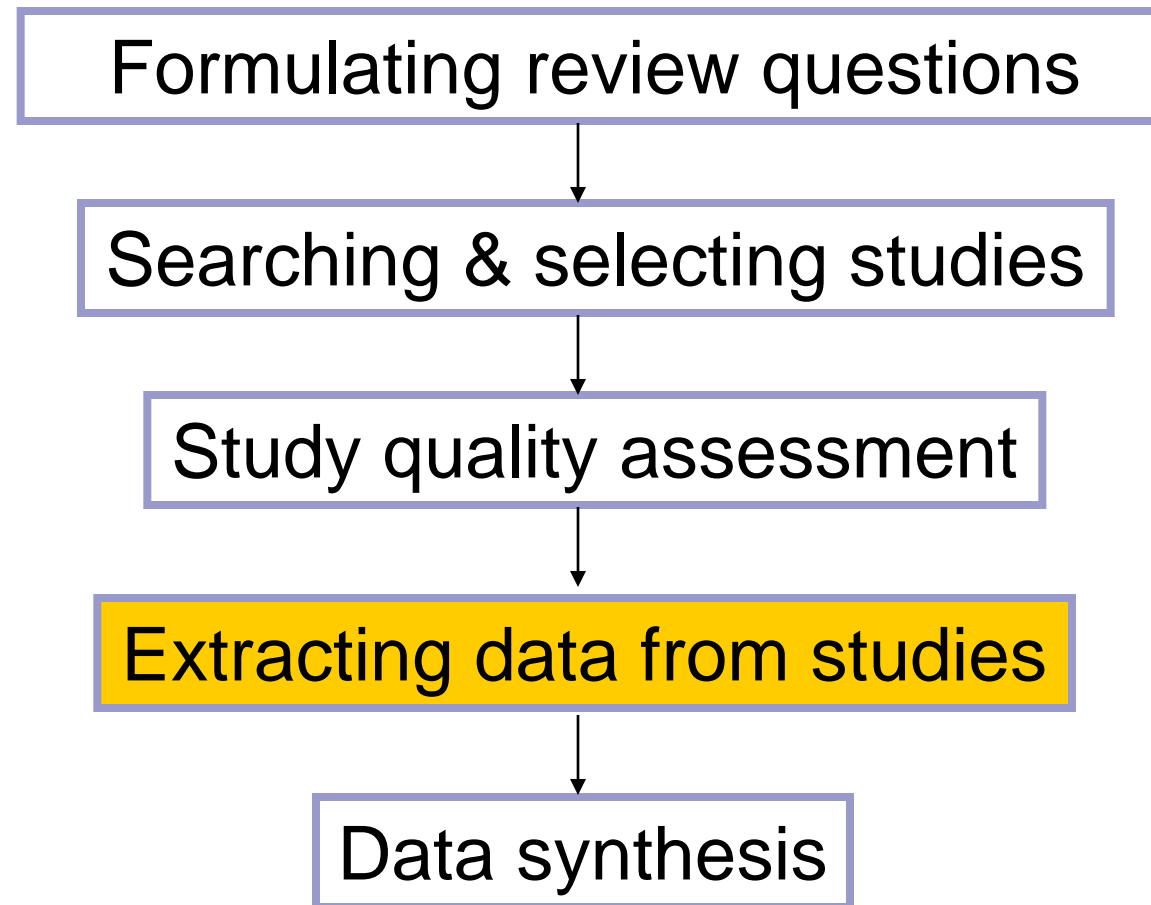 Formulating review questions
Searching & selecting studies
Study quality assessment
Extracting data from studies
Data synthesis